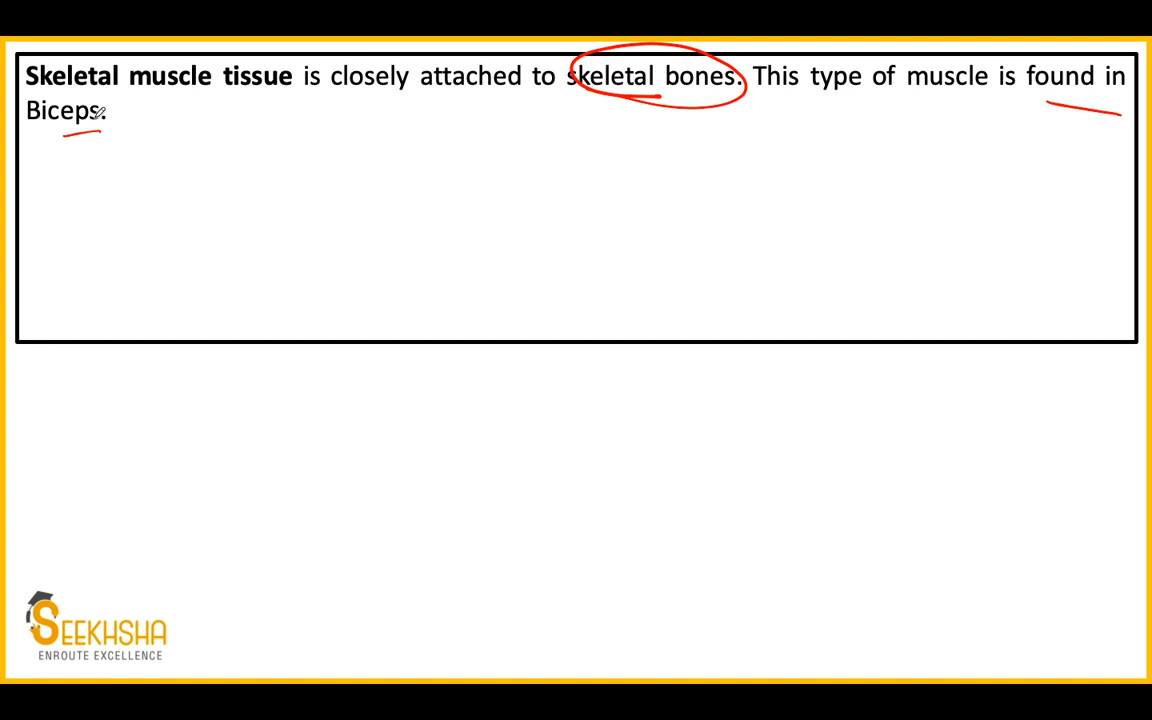 Skeletal muscle tissue is closely attached to skeletal bones. This type of muscle is found in
Biceps.
SEEKHSHA
ENROUTE EXCELLENCE